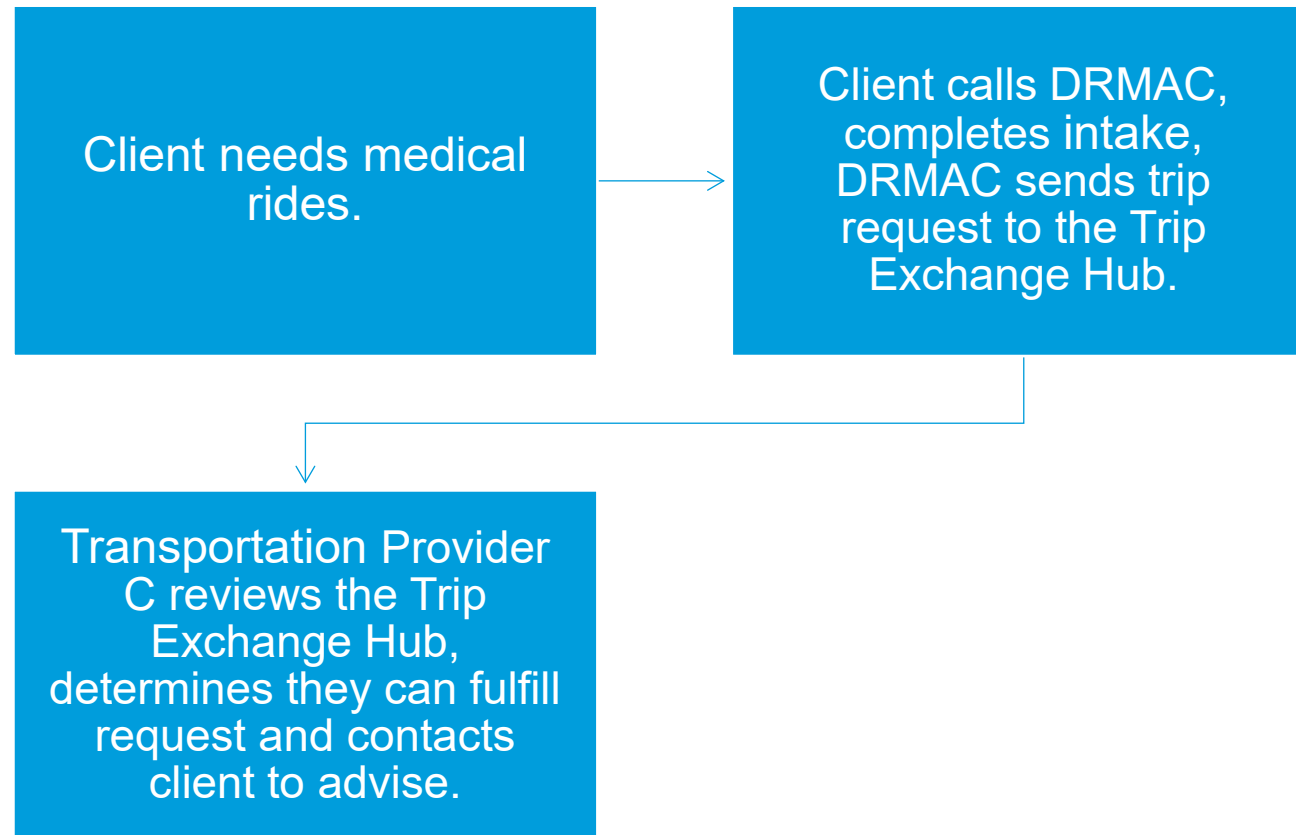 Client needs medical
rides.
Client calls DRMAC,
completes intake,
DRMAC sends trip
request to the Trip
Exchange Hub.
Transportation Provider
C reviews the Trip
Exchange Hub,
determines they can fulfill
request and contacts
client to advise.